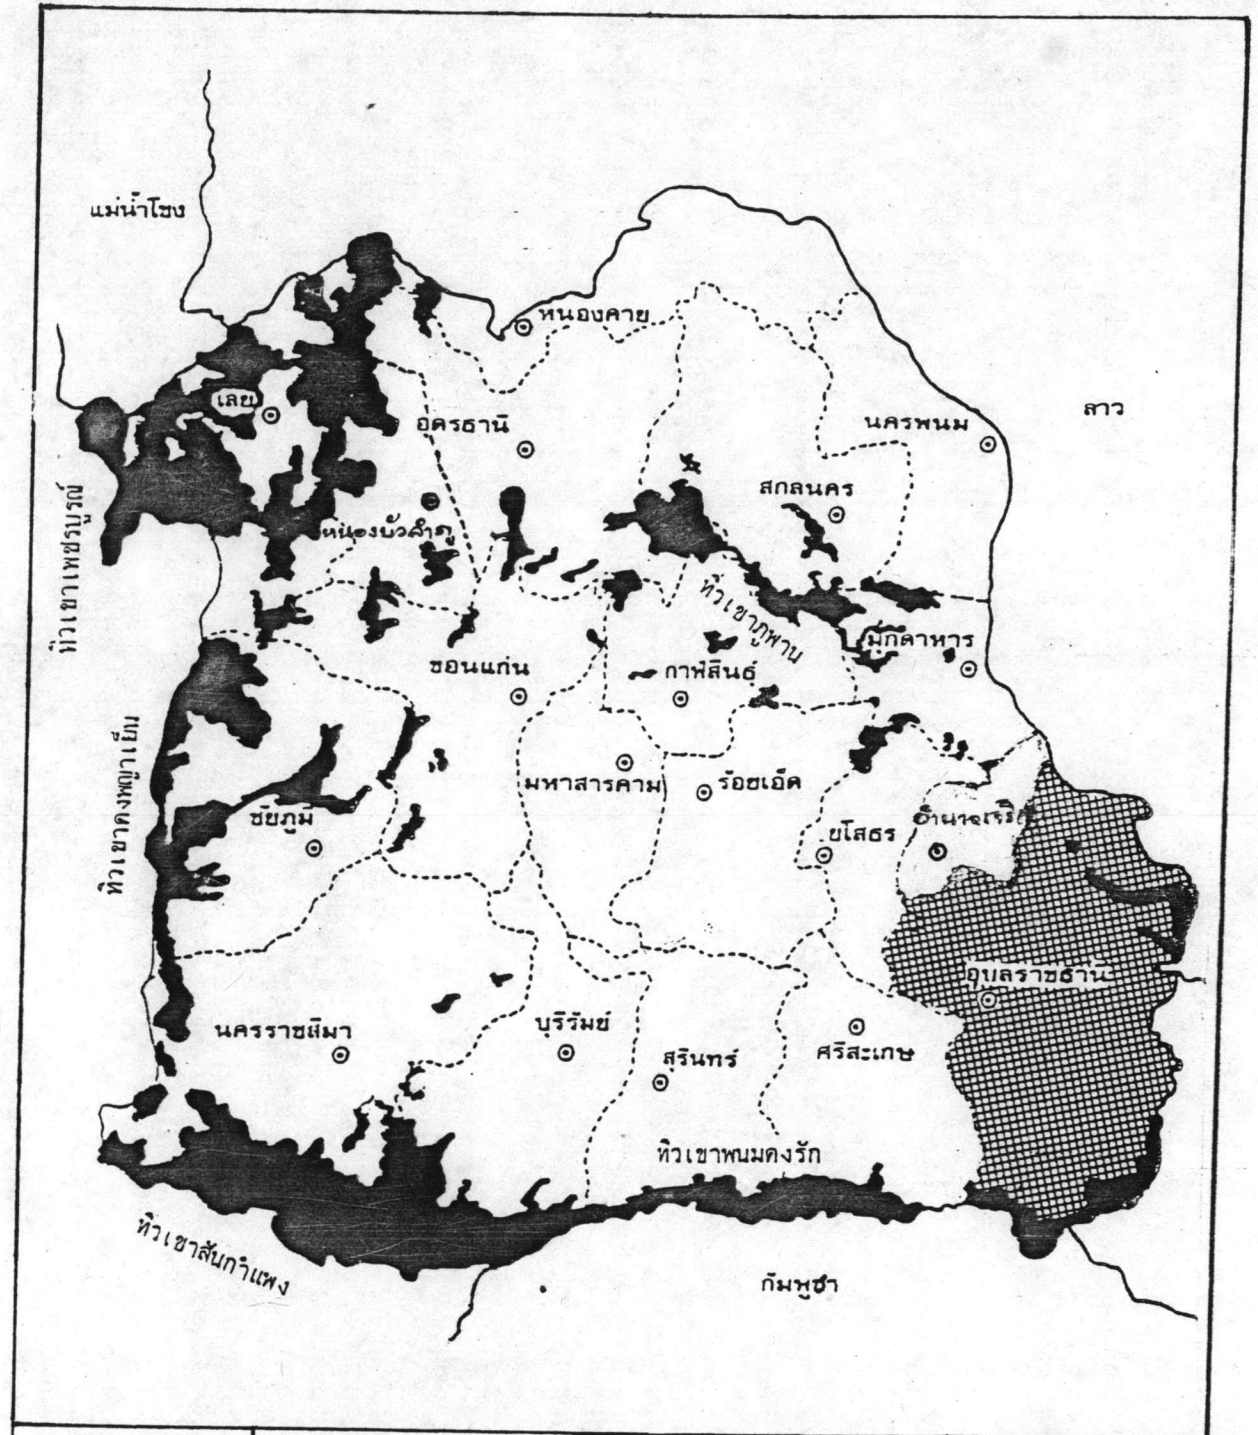 แม่น้ำโขง
หนองคาย
เลย
อุดรธานี
นครพนม
ลาว
สกลนคร
หนองบัวลำภู
ทิวเขาเพชรบูรณ์
ทิวเขาภูพาน
มุกดาหาร
ขอนแก่น
กาฬสินธุ์
ทิวเขาดงพญาเย็น
มหาสารคาม
ร้อยเอ็ด
ชัยภูมิ
ยโสธร
อุบลราชธานี
นครราชสีมา
บุรีรัมย์
สุรินทร์
ศรีสะเกษ
ทิวเขาพนมดงรัก
ทิวเขาสันกำแพง
กัมพูชา